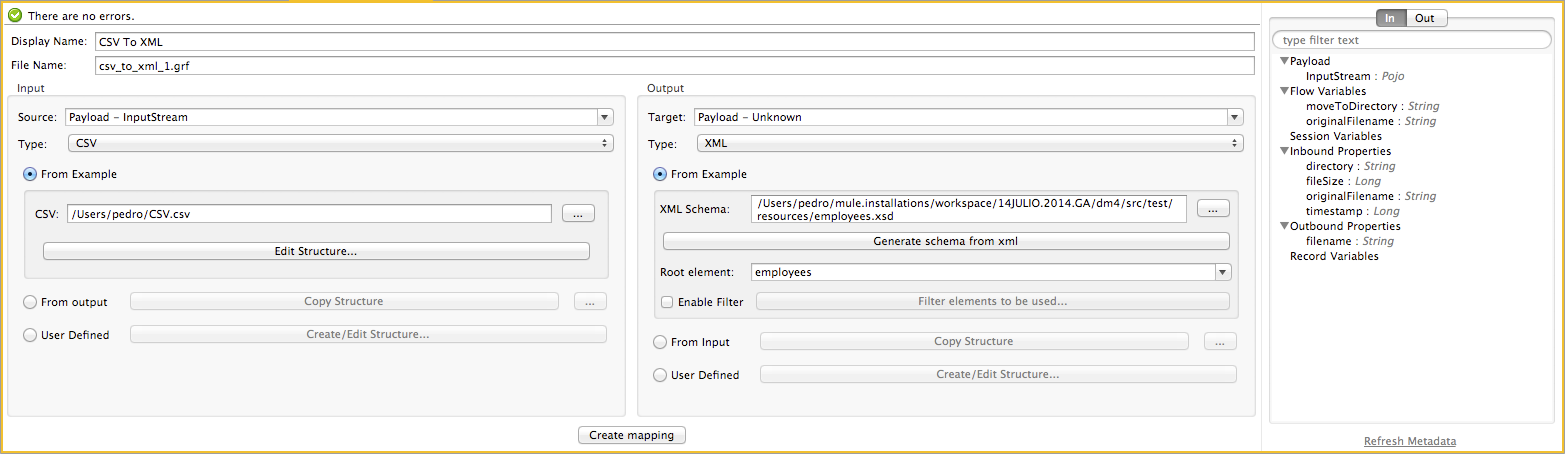 There are no errors.
Display Name: CSV To XML
File Name: csv_to_xml_1.grf
Input
Source: Payload – InputStream
Type: CSV
From Example
CSV: /Users/pedro/CSV.csv ...
Edit Structure...
From output Copy Structure ...
User Defined Create/Edit Structure...
Output
Target: Payload – Unknown
Type: XML
From Example
XML Schema: /Users/pedro/mule.installations/workspace/14JULIO.2014.GA/dm4/src/test/
resources/employees.xsd ...
Generate schema from xml
Root element: employees
Enable Filter Filter elements to be used...
From Input Copy Structure ...
User Defined Create/Edit Structure...
Create mapping
In Out
type filter text
Payload
InputStream : Pojo
Flow Variables
moveToDirectory : String
originalFilename : String
Session Variables
Inbound Properties
directory : String
fileSize : Long
originalFilename : String
timestamp : Long
Outbound Properties
filename : String
Record Variables
Refresh Metadata